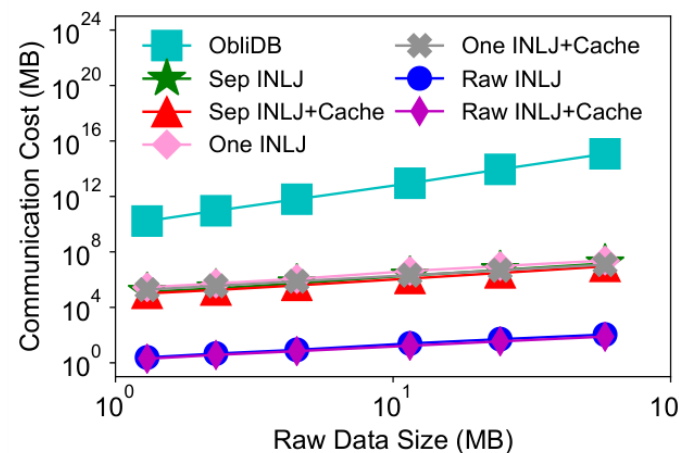 10^24
10^20
10^16
10^12
10^8
10^4
10^0
Communication Cost (MB)
ObliDB
Sep INLJ
Sep INLJ+Cache
One INLJ
One INLJ+Cache
Raw INLJ
Raw INLJ+Cache
10^0
10^1
10
Raw Data Size (MB)